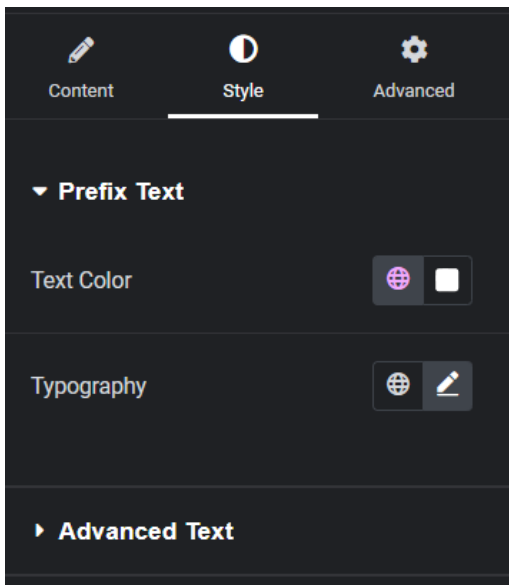 Content Style Advanced
Prefix Text
Text Color
Typography
Advanced Text